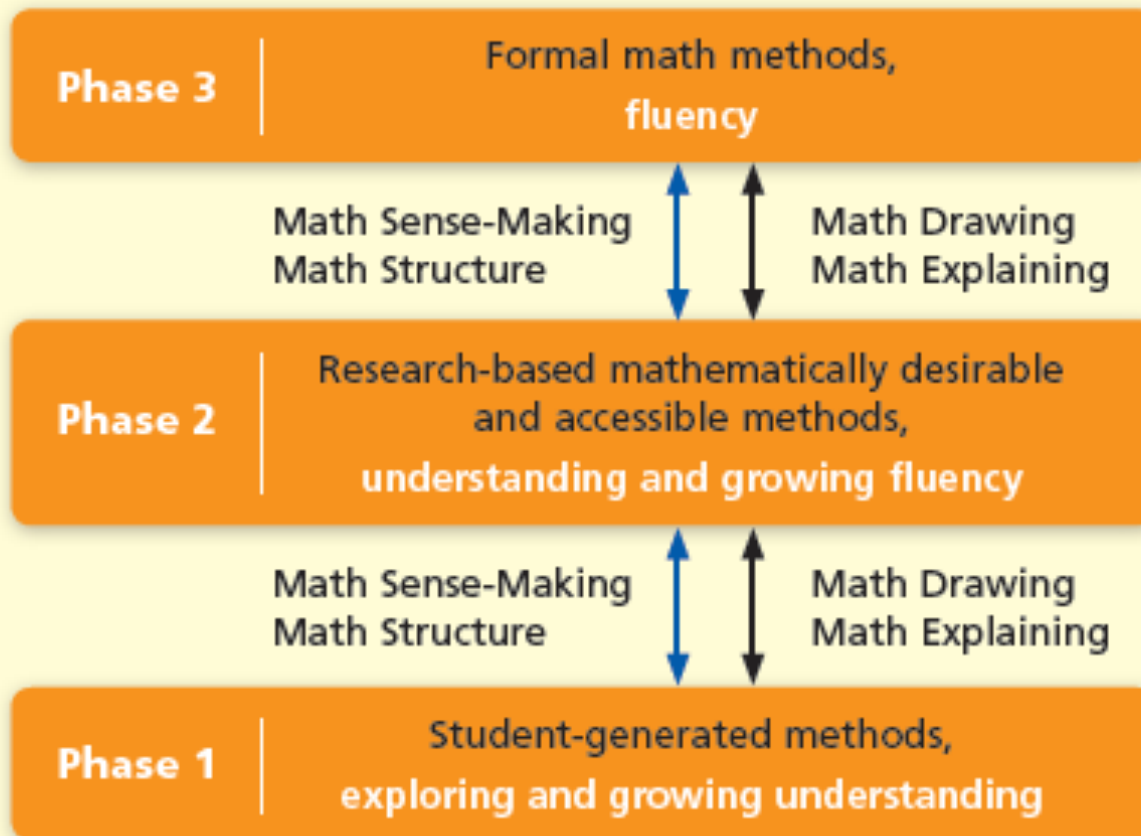 Phase 3
Formal math methods,
fluency
Math Sense-Making
Math Structure
Math Drawing
Math Explaining
Phase 2
Research-based mathematically desirable
and accessible methods,
understanding and growing fluency
Math Sense-Making
Math Structure
Math Drawing
Math Explaining
Phase 1
Student-generated methods,
exploring and growing understanding